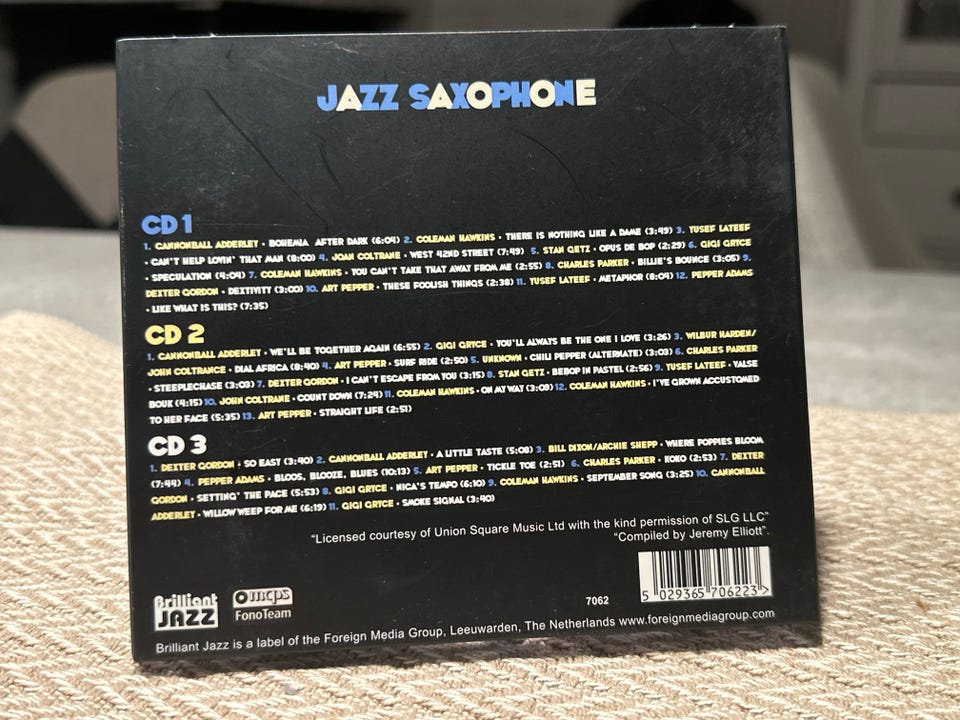 JAZZ SAXOPHONE
CD 1
1. CANNONBALL ADDERLEY • BOHEMIA AFTER DARK (6:04) 2. COLEMAN HAWKINS • THERE IS NOTHING LIKE A DAME (3:49) 3. YUSEF LATEEF
• CAN'T HELP LOVIN' THAT MAN (8:00) 4. JOAN COLTRANE • WEST 42ND STREET (7:49) 5. STAN GETZ • OPUS DE BOP (2:29) 6. GIGI GRYCE
• SPECULATION (4:04) 7. COLEMAN HAWKINS • YOU CAN'T TAKE THAT AWAY FROM ME (2:55) 8. CHARLES PARKER • BILLIE'S BOUNCE (3:05) 9.
DEXTER GORDON • DEXTIVITY (3:00) 10. ART PEPPER • THESE FOOLISH THINGS (2:38) 11. YUSEF LATEEF • METAPHOR (8:04) 12. PEPPER ADAMS
• LIKE WHAT IS THIS? (7:35)
CD 2
1. CANNONBALL ADDERLEY • WE'LL BE TOGETHER AGAIN (6:55) 2. GIGI GRYCE • YOU'LL ALWAYS BE THE ONE I LOVE (3:26) 3. WILBUR HARDEN/
JOHN COLTRANCE • DIAL AFRICA (8:40) 4. ART PEPPER • SURF RIDE (2:50) 5. UNKNOWN • CHILI PEPPER (ALTERNATE) (3:03) 6. CHARLES PARKER
• STEEPLECHASE (3:03) 7. DEXTER GORDON • I CAN'T ESCAPE FROM YOU (3:15) 8. STAN GETZ • BEBOP IN PASTEL (2:56) 9. YUSEF LATEEF • VALSE
BOUK (4:15) 10. JOHN COLTRANE • COUNT DOWN (7:24) 11. COLEMAN HAWKINS • ON MY WAY (3:09) 12. COLEMAN HAWKINS • I'VE GROWN ACCUSTOMED
TO HER FACE (5:35) 13. ART PEPPER • STRAIGHT LIFE (2:51)
CD 3
1. DEXTER GORDON • SO EASY (3:40) 2. CANNONBALL ADDERLEY • A LITTLE TASTE (5:08) 3. BILL DIXON/ARCHIE SHEPP • WHERE POPPIES BLOOM
(7:44) 4. PEPPER ADAMS • BLOOS, BLOOZE, BLUES (10:13) 5. ART PEPPER • TICKLE TOE (2:51) 6. CHARLES PARKER • KOKO (2:53) 7. DEXTER
GORDON • SETTING' THE PACE (5:53) 8. GIGI GRYCE • NICA'S TEMPO (6:10) 9. COLEMAN HAWKINS • SEPTEMBER SONG (3:25) 10. CANNONBALL
ADDERLEY • WILLOW WEEP FOR ME (6:19) 11. GIGI GRYCE • SMOKE SIGNAL (3:40)
"Licensed courtesy of Union Square Music Ltd with the kind permission of SLG LLC"
"Compiled by Jeremy Elliott".
Brilliant JAZZ
mcps
FonoTeam
7062
5 029365 706223 >
Brilliant Jazz is a label of the Foreign Media Group, Leeuwarden, The Netherlands www.foreignmediagroup.com